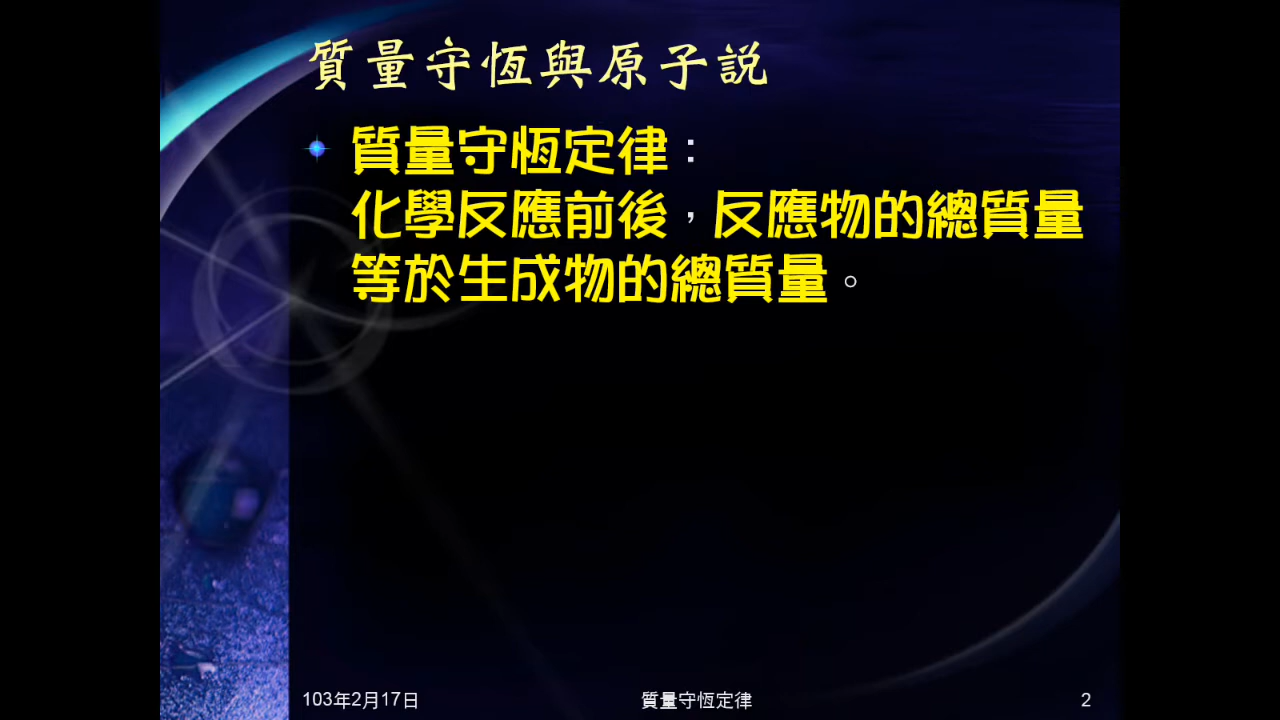 質量守恆與原子説
質量守恆定律：
化學反應前後，反應物的總質量
等於生成物的總質量。
103年2月17日 質量守恆定律 2